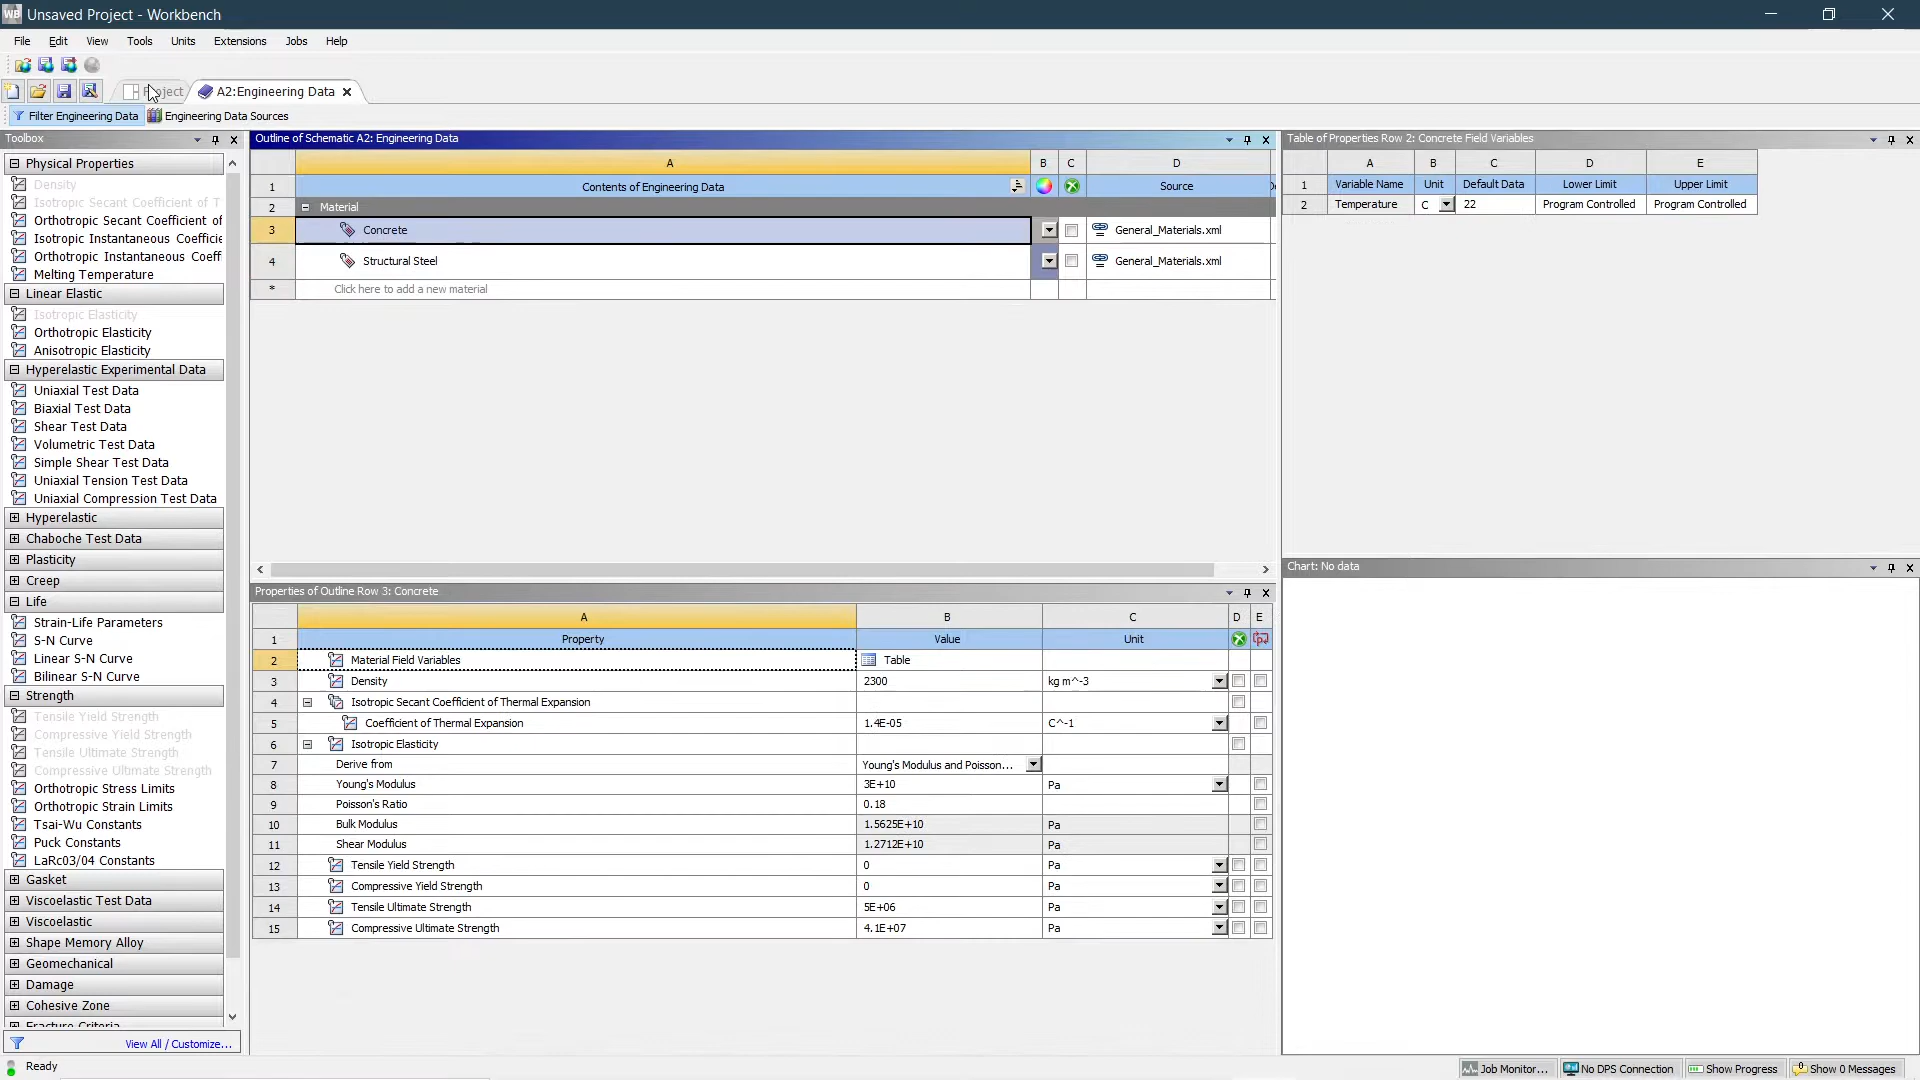 Unsaved Project - Workbench
File Edit View Tools Units Extensions Jobs Help
Project A2:Engineering Data
Filter Engineering Data Engineering Data Sources
Toolbox
Physical Properties
Density
Isotropic Secant Coefficient of T
Orthotropic Secant Coefficient of
Isotropic Instantaneous Coefficie
Orthotropic Instantaneous Coeff
Melting Temperature
Linear Elastic
Isotropic Elasticity
Orthotropic Elasticity
Anisotropic Elasticity
Hyperelastic Experimental Data
Uniaxial Test Data
Biaxial Test Data
Shear Test Data
Volumetric Test Data
Simple Shear Test Data
Uniaxial Tension Test Data
Uniaxial Compression Test Data
Hyperelastic
Chaboche Test Data
Plasticity
Creep
Life
Strain-Life Parameters
S-N Curve
Linear S-N Curve
Bilinear S-N Curve
Strength
Tensile Yield Strength
Compressive Yield Strength
Tensile Ultimate Strength
Compressive Ultimate Strength
Orthotropic Stress Limits
Orthotropic Strain Limits
Tsai-Wu Constants
Puck Constants
LaRc03/04 Constants
Gasket
Viscoelastic Test Data
Viscoelastic
Shape Memory Alloy
Geomechanical
Damage
Cohesive Zone
Fracture Criteria
View All / Customize...
Outline of Schematic A2: Engineering Data
A B C D
1 Contents of Engineering Data Source
2 Material
3 Concrete General_Materials.xml
4 Structural Steel General_Materials.xml
* Click here to add a new material
Properties of Outline Row 3: Concrete
A B C D E
1 Property Value Unit
2 Material Field Variables Table
3 Density 2300 kg m^-3
4 Isotropic Secant Coefficient of Thermal Expansion
5 Coefficient of Thermal Expansion 1.4E-05 C^-1
6 Isotropic Elasticity
7 Derive from Young's Modulus and Poisson...
8 Young's Modulus 3E+10 Pa
9 Poisson's Ratio 0.18
10 Bulk Modulus 1.5625E+10 Pa
11 Shear Modulus 1.2712E+10 Pa
12 Tensile Yield Strength 0 Pa
13 Compressive Yield Strength 0 Pa
14 Tensile Ultimate Strength 5E+06 Pa
15 Compressive Ultimate Strength 4.1E+07 Pa
Table of Properties Row 2: Concrete Field Variables
A B C D E
1 Variable Name Unit Default Data Lower Limit Upper Limit
2 Temperature C 22 Program Controlled Program Controlled
Chart: No data
Ready
Job Monitor... No DPS Connection Show Progress Show 0 Messages